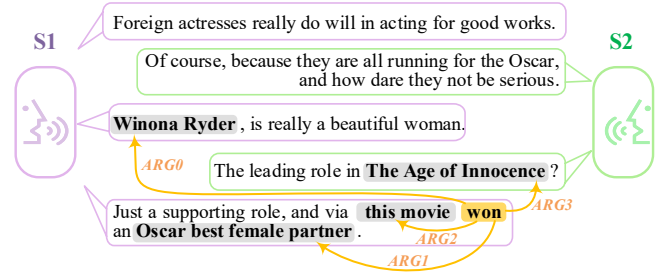 S1
S2
Foreign actresses really do will in acting for good works.
Of course, because they are all running for the Oscar,
and how dare they not be serious.
Winona Ryder , is really a beautiful woman.
ARG0
The leading role in The Age of Innocence ?
ARG3
Just a supporting role, and via this movie won
an Oscar best female partner .
ARG2
ARG1